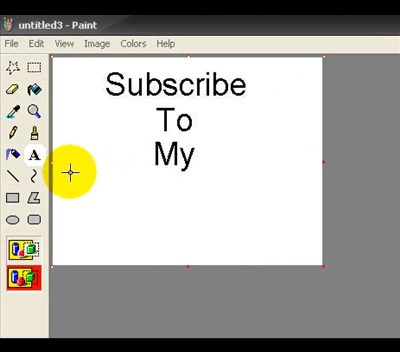 untitled3 - Paint
File Edit View Image Colors Help
Subscribe
To
My
A